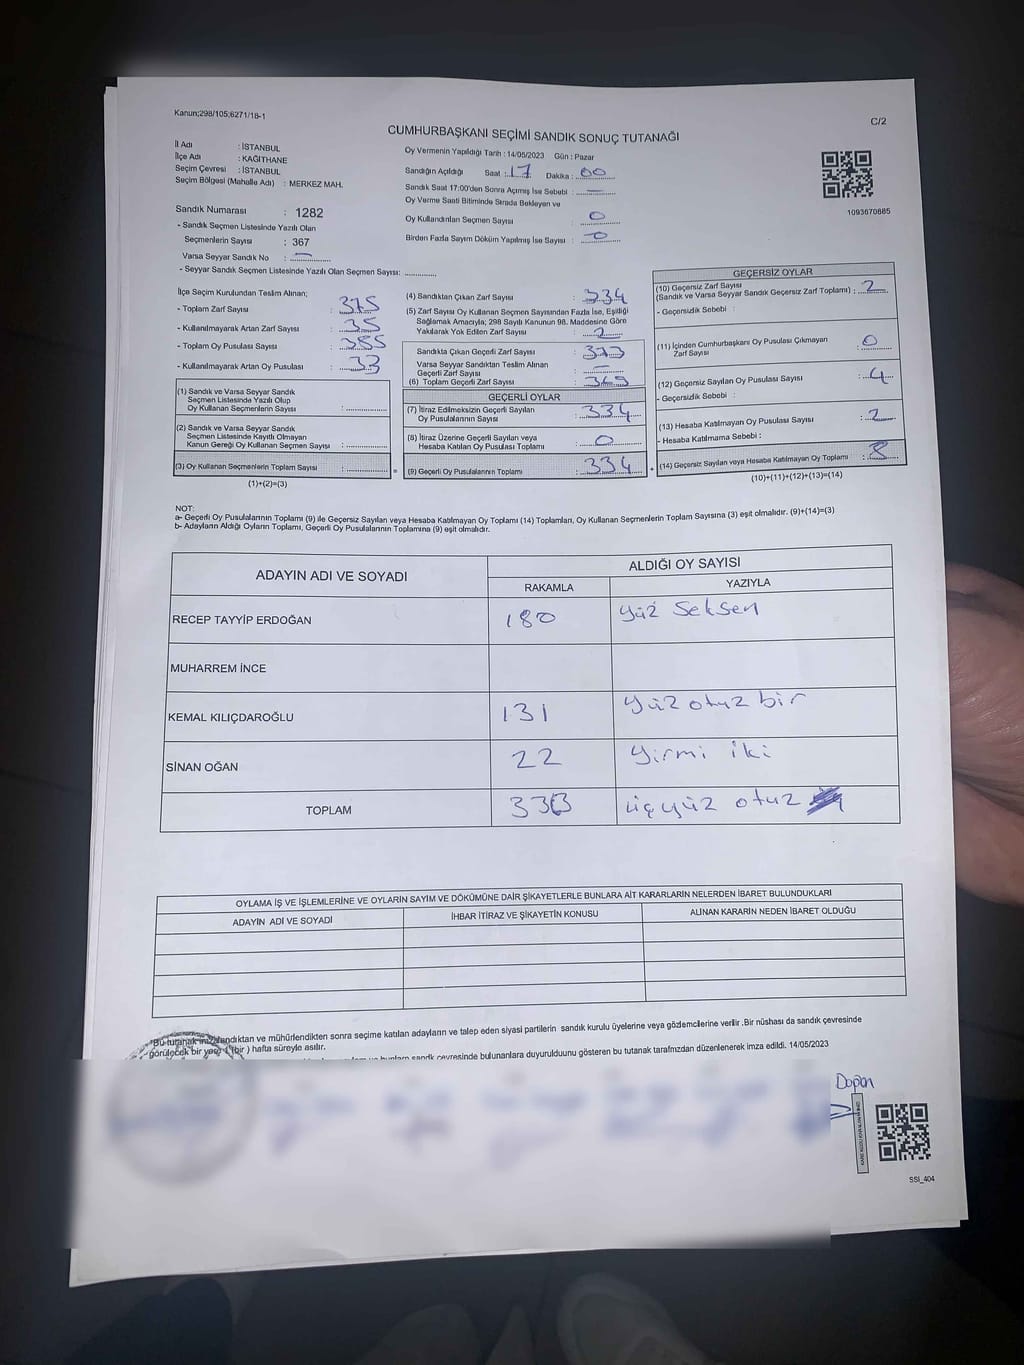 Kanun;298/105;6271/18-1
C/2
CUMHURBAŞKANI SEÇİMİ SANDIK SONUÇ TUTANAĞI
İl Adı : İSTANBUL
İlçe Adı : KAĞITHANE
Seçim Çevresi : İSTANBUL
Seçim Bölgesi (Mahalle Adı) : MERKEZ MAH.
Sandık Numarası : 1282
- Sandık Seçmen Listesinde Yazılı Olan
Seçmenlerin Sayısı : 367
Varsa Seyyar Sandık No : —
- Seyyar Sandık Seçmen Listesinde Yazılı Olan Seçmen Sayısı: ............
Oy Vermenin Yapıldığı Tarih : 14/05/2023 Gün : Pazar
Sandığın Açıldığı Saat : 17 Dakika : 00
Sandık Saat 17:00'den Sonra Açımış İse Sebebi : —
Oy Verme Saati Bitiminde Sırada Bekleyen ve
Oy Kullandırılan Seçmen Sayısı : 0
Birden Fazla Sayım Döküm Yapılmış İse Sayısı : 0
1093670885
İlçe Seçim Kurulundan Teslim Alınan;
- Toplam Zarf Sayısı : 375
- Kullanılmayarak Artan Zarf Sayısı : 35
- Toplam Oy Pusulası Sayısı : 385
- Kullanılmayarak Artan Oy Pusulası : 33
(1) Sandık ve Varsa Seyyar Sandık
Seçmen Listesinde Yazılı Olup
Oy Kullanan Seçmenlerin Sayısı : ............
(2) Sandık ve Varsa Seyyar Sandık
Seçmen Listesinde Kayıtlı Olmayan
Kanun Gereği Oy Kullanan Seçmen Sayısı : ............
(3) Oy Kullanan Seçmenlerin Toplam Sayısı : ............
(1)+(2)=(3)
(4) Sandıktan Çıkan Zarf Sayısı : 334
(5) Zarf Sayısı Oy Kullanan Seçmen Sayısından Fazla İse, Eşitliği
Sağlamak Amacıyla; 298 Sayılı Kanunun 98. Maddesine Göre
Yakılarak Yok Edilen Zarf Sayısı : 2
Sandıkta Çıkan Geçerli Zarf Sayısı :
Varsa Seyyar Sandıktan Teslim Alınan
Geçerli Zarf Sayısı : —
(6) Toplam Geçerli Zarf Sayısı :
GEÇERLİ OYLAR
(7) İtiraz Edilmeksizin Geçerli Sayılan
Oy Pusulalarının Sayısı : 334
(8) İtiraz Üzerine Geçerli Sayılan veya
Hesaba Katılan Oy Pusulası Toplamı : 0
(9) Geçerli Oy Pusulalarının Toplamı : 334
GEÇERSİZ OYLAR
(10) Geçersiz Zarf Sayısı
(Sandık ve Varsa Seyyar Sandık Geçersiz Zarf Toplamı) : 2
- Geçersizlik Sebebi :
(11) İçinden Cumhurbaşkanı Oy Pusulası Çıkmayan
Zarf Sayısı : 0
(12) Geçersiz Sayılan Oy Pusulası Sayısı : 4
- Geçersizlik Sebebi :
(13) Hesaba Katılmayan Oy Pusulası Sayısı : 2
- Hesaba Katılmama Sebebi :
(14) Geçersiz Sayılan veya Hesaba Katılmayan Oy Toplamı : 8
(10)+(11)+(12)+(13)=(14)
NOT:
a- Geçerli Oy Pusulalarının Toplamı (9) ile Geçersiz Sayılan veya Hesaba Katılmayan Oy Toplamı (14) Toplamları, Oy Kullanan Seçmenlerin Toplam Sayısına (3) eşit olmalıdır. (9)+(14)=(3)
b- Adayların Aldığı Oyların Toplamı, Geçerli Oy Pusulalarının Toplamına (9) eşit olmalıdır.
ADAYIN ADI VE SOYADI
ALDIĞI OY SAYISI
RAKAMLA YAZIYLA
RECEP TAYYİP ERDOĞAN 180 yüz seksen
MUHARREM İNCE
KEMAL KILIÇDAROĞLU 131 yüz otuz bir
SİNAN OĞAN 22 yirmi iki
TOPLAM 333 üçyüz otuz
OYLAMA İŞ VE İŞLEMLERİNE VE OYLARIN SAYIM VE DÖKÜMÜNE DAİR ŞİKAYETLERLE BUNLARA AİT KARARLARIN NELERDEN İBARET BULUNDUKLARI
ADAYIN ADI VE SOYADI İHBAR İTİRAZ VE ŞİKAYETİN KONUSU ALINAN KARARIN NEDEN İBARET OLDUĞU
"Bu tutanak imzalandıktan ve mühürlendikten sonra seçime katılan adayların ve talep eden siyasi partilerin sandık kurulu üyelerine veya gözlemcilerine verilir .Bir nüshası da sandık çevresinde
görülecek bir yere 1 (bir ) hafta süreyle asılır.
sandık çevresinde bulunanlara duyurulduunu gösteren bu tutanak tarafımızdan düzenlenerek imza edildi. 14/05/2023
Dopan
SSI_404